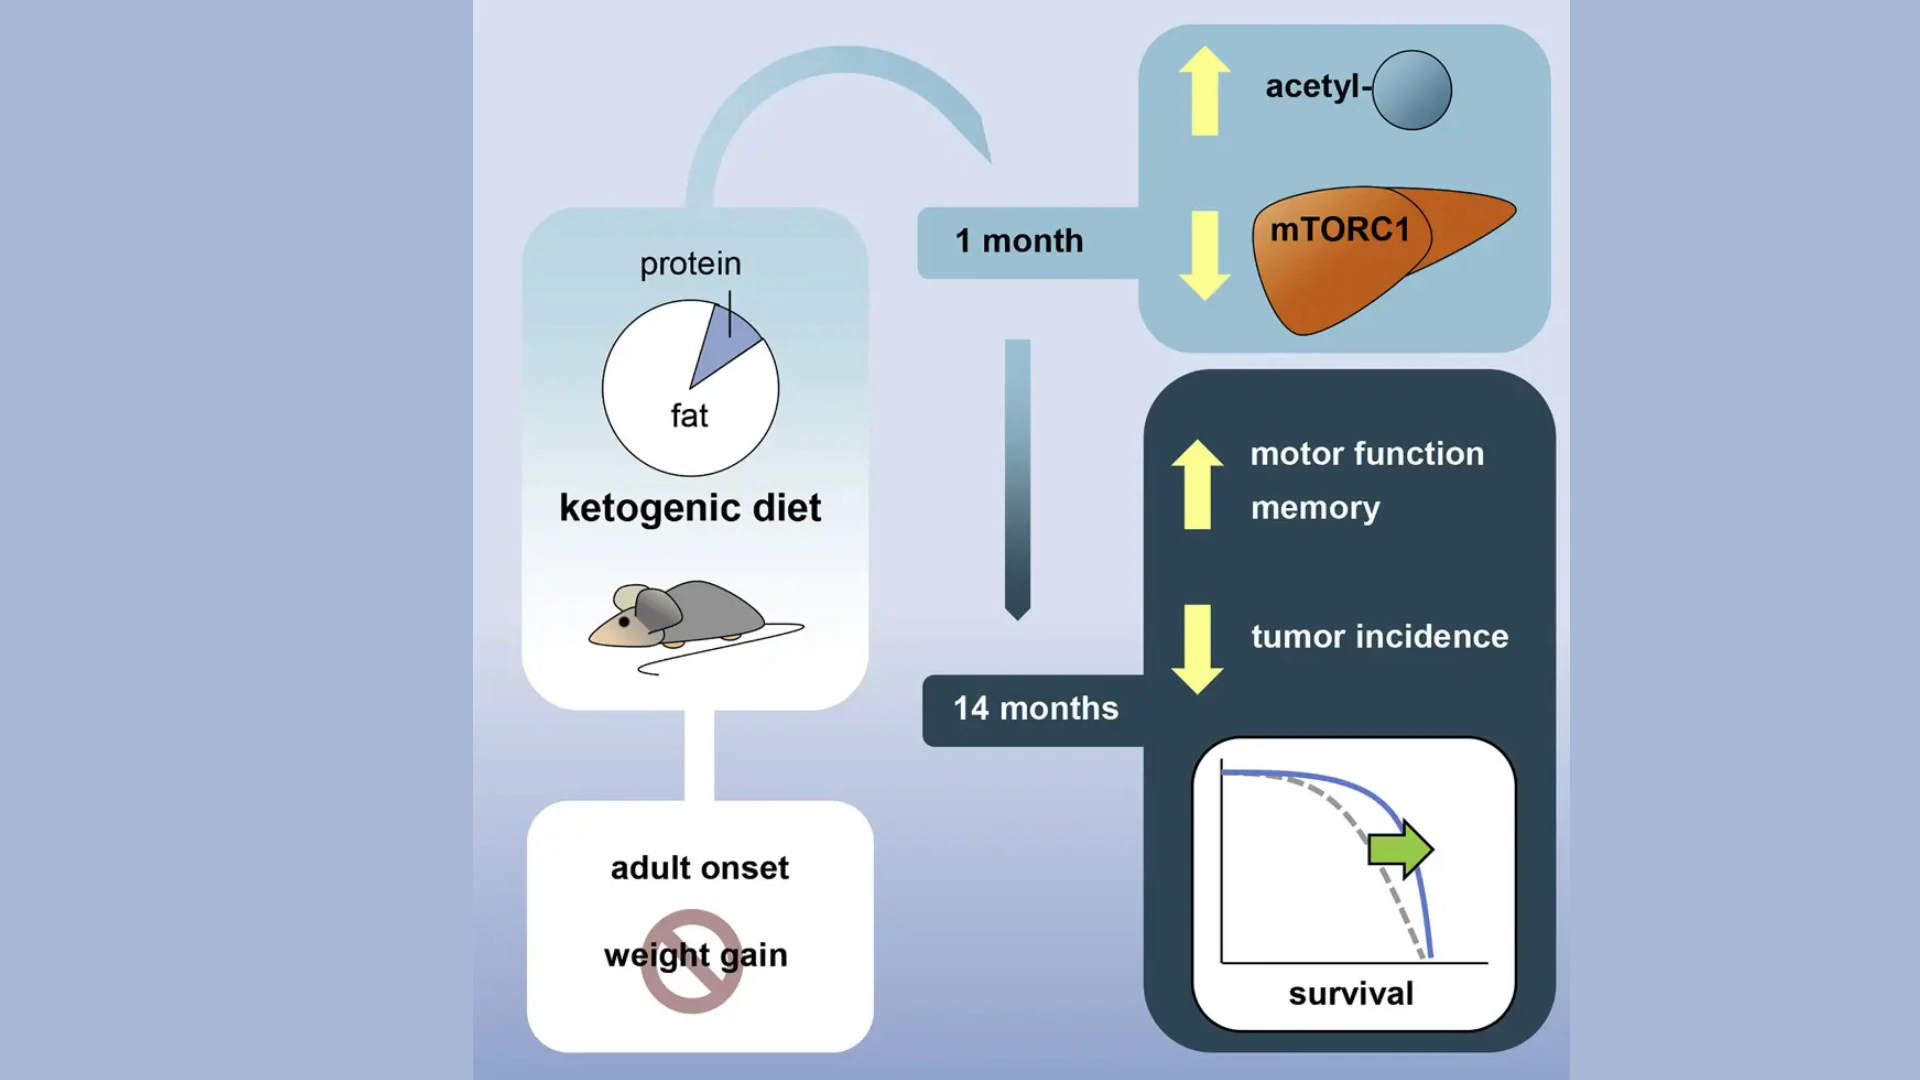 protein
fat
ketogenic diet
adult onset
weight gain
1 month
acetyl-
mTORC1
14 months
motor function
memory
tumor incidence
survival